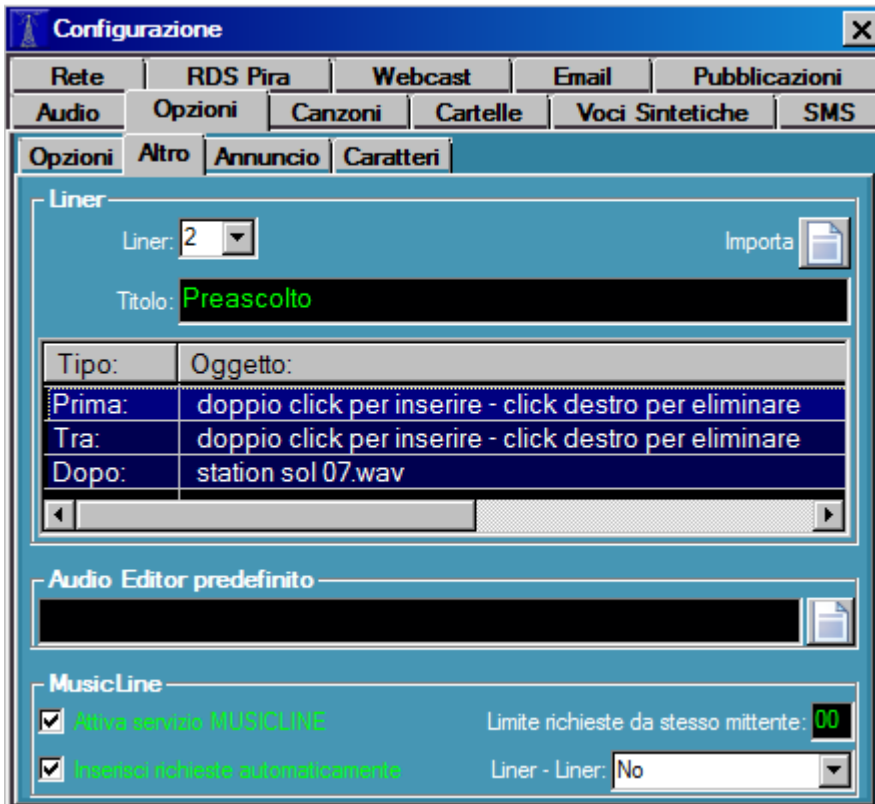 Configurazione
Rete RDS Pira Webcast Email Pubblicazioni
Audio Opzioni Canzoni Cartelle Voci Sintetiche SMS
Opzioni Altro Annuncio Caratteri
Liner
Liner: 2 Importa
Titolo: Preascolto
Tipo: Oggetto:
Prima: doppio click per inserire - click destro per eliminare
Tra: doppio click per inserire - click destro per eliminare
Dopo: station sol 07.wav
Audio Editor predefinito
MusicLine
Attiva servizio MUSICLINE Limite richieste da stesso mittente: 00
Inserisci richieste automaticamente Liner - Liner: No